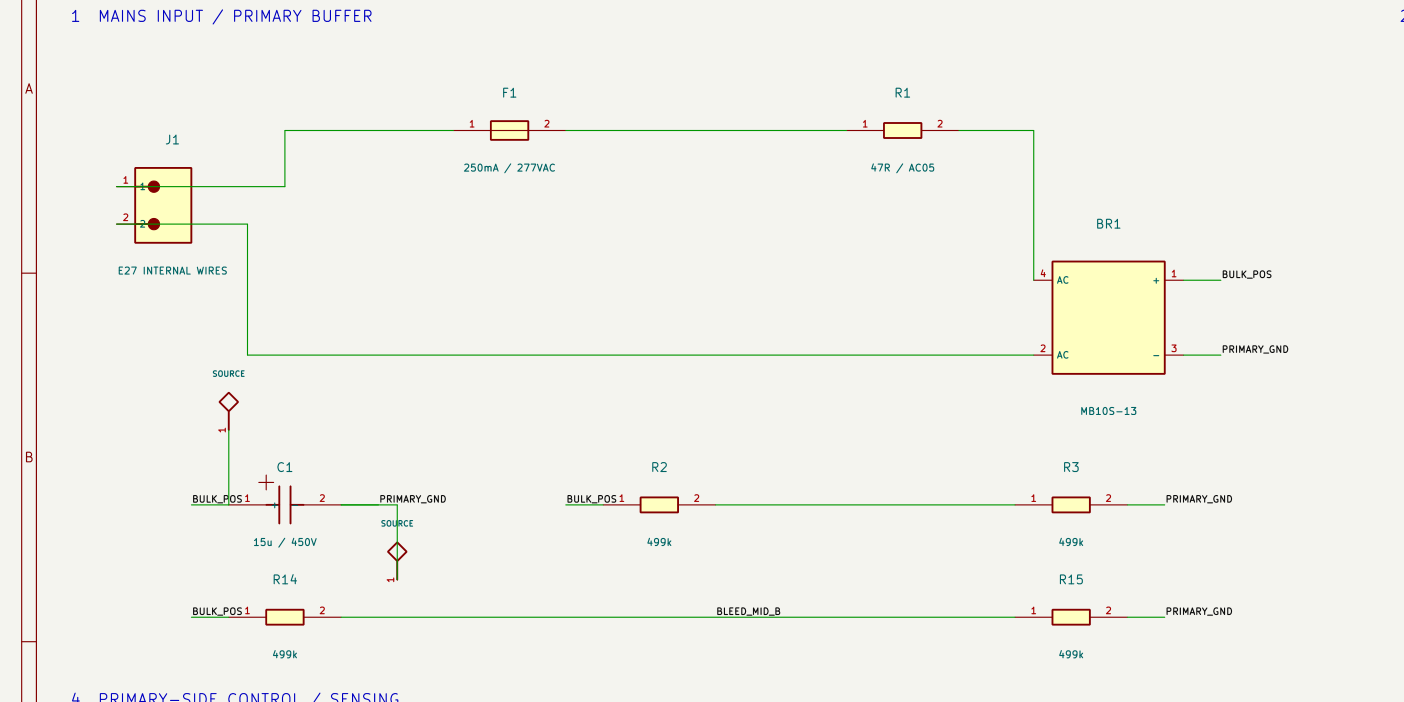 1 MAINS INPUT / PRIMARY BUFFER
2
A
F1
1 2
250mA / 277VAC
R1
1 2
47R / AC05
J1
1 1
2 2
E27 INTERNAL WIRES
BR1
4 AC + 1 BULK_POS
2 AC − 3 PRIMARY_GND
MB10S-13
SOURCE
1
B
C1
BULK_POS 1 + 2 PRIMARY_GND
15u / 450V
SOURCE
1
R2
BULK_POS 1 2
499k
R3
1 2 PRIMARY_GND
499k
R14
BULK_POS 1 2
499k
BLEED_MID_B
R15
1 2 PRIMARY_GND
499k
4 PRIMARY-SIDE CONTROL / SENSING